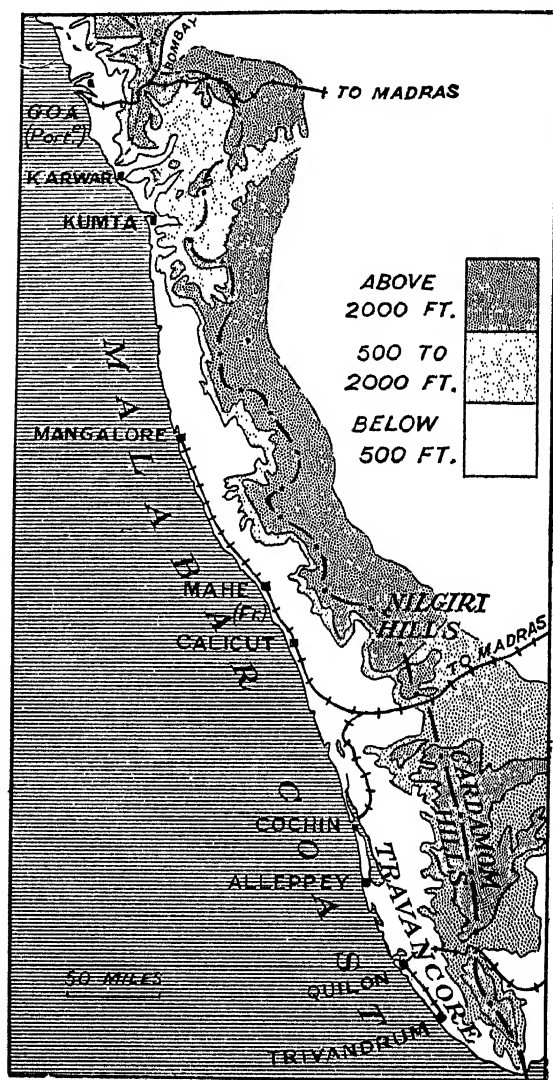 BOMBAY
TO MADRAS
GOA
(Port.e)
KARWAR
KUMTA
ABOVE
2000 FT.
500 TO
2000 FT.
BELOW
500 FT.
MALABAR COAST
MANGALORE
MAHE
(Fr.)
CALICUT
NILGIRI
HILLS
TO MADRAS
CARDAMOM
HILLS
COCHIN
ALLEPPEY
TRAVANCORE
50 MILES
QUILON
TRIVANDRUM